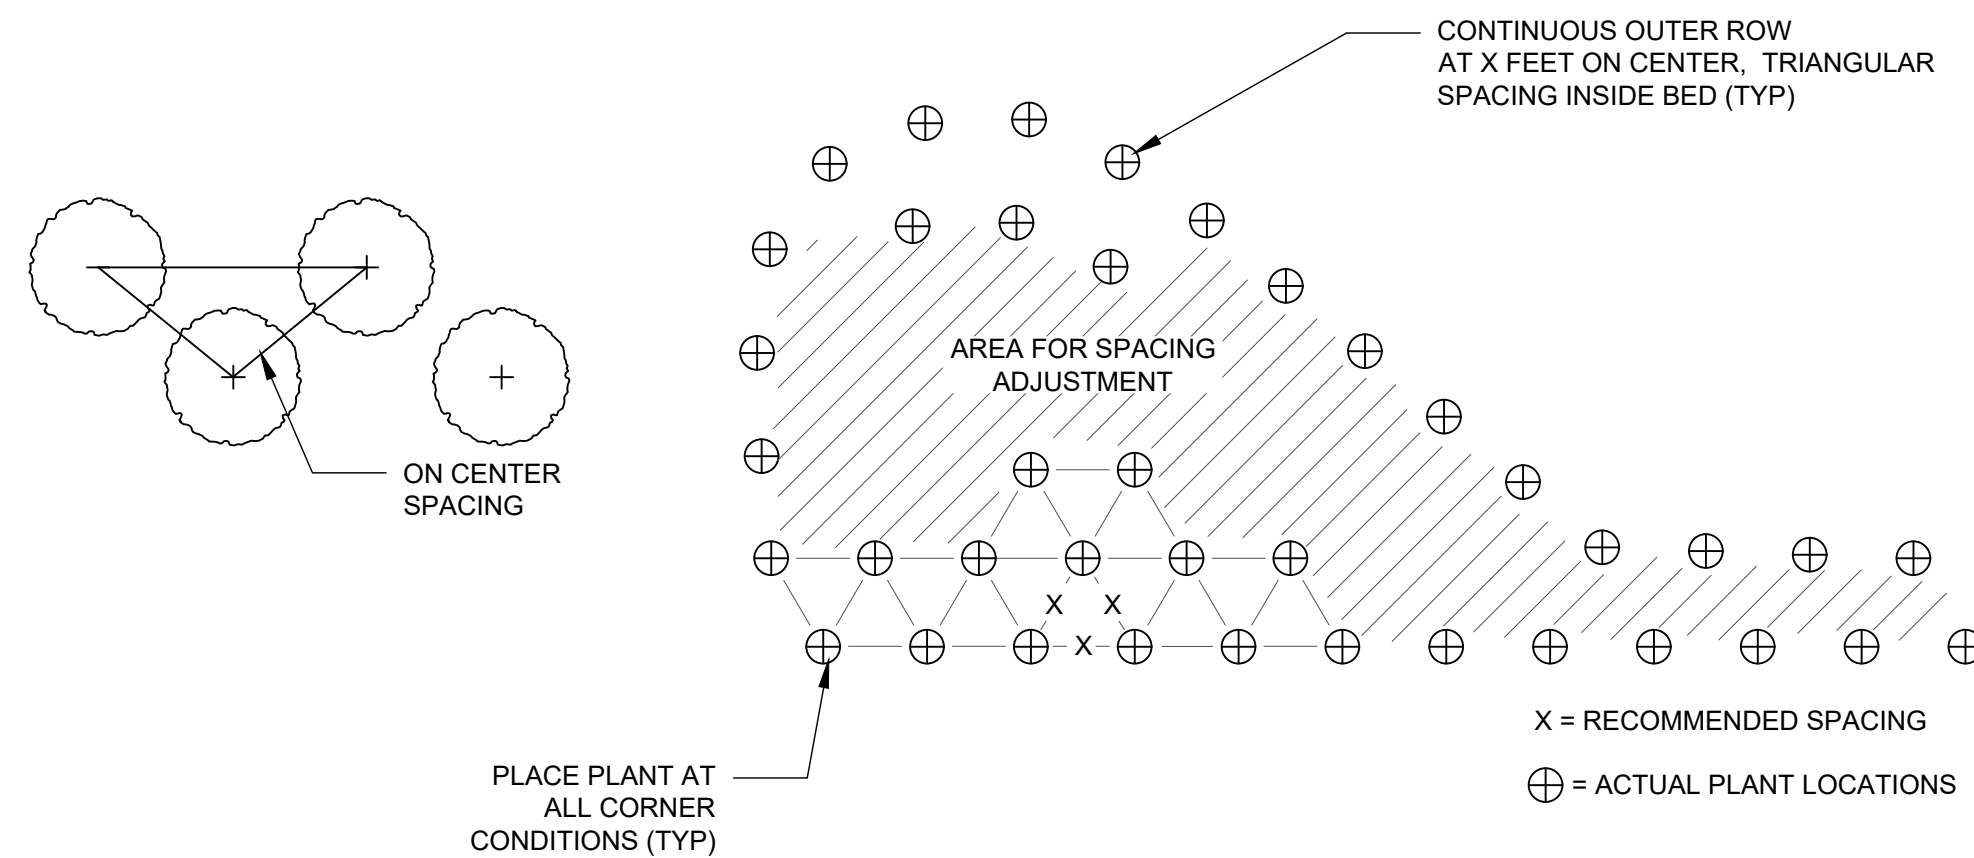 CONTINUOUS OUTER ROW
AT X FEET ON CENTER, TRIANGULAR
SPACING INSIDE BED (TYP)
AREA FOR SPACING
ADJUSTMENT
ON CENTER
SPACING
X X
X
PLACE PLANT AT
ALL CORNER
CONDITIONS (TYP)
X = RECOMMENDED SPACING
= ACTUAL PLANT LOCATIONS